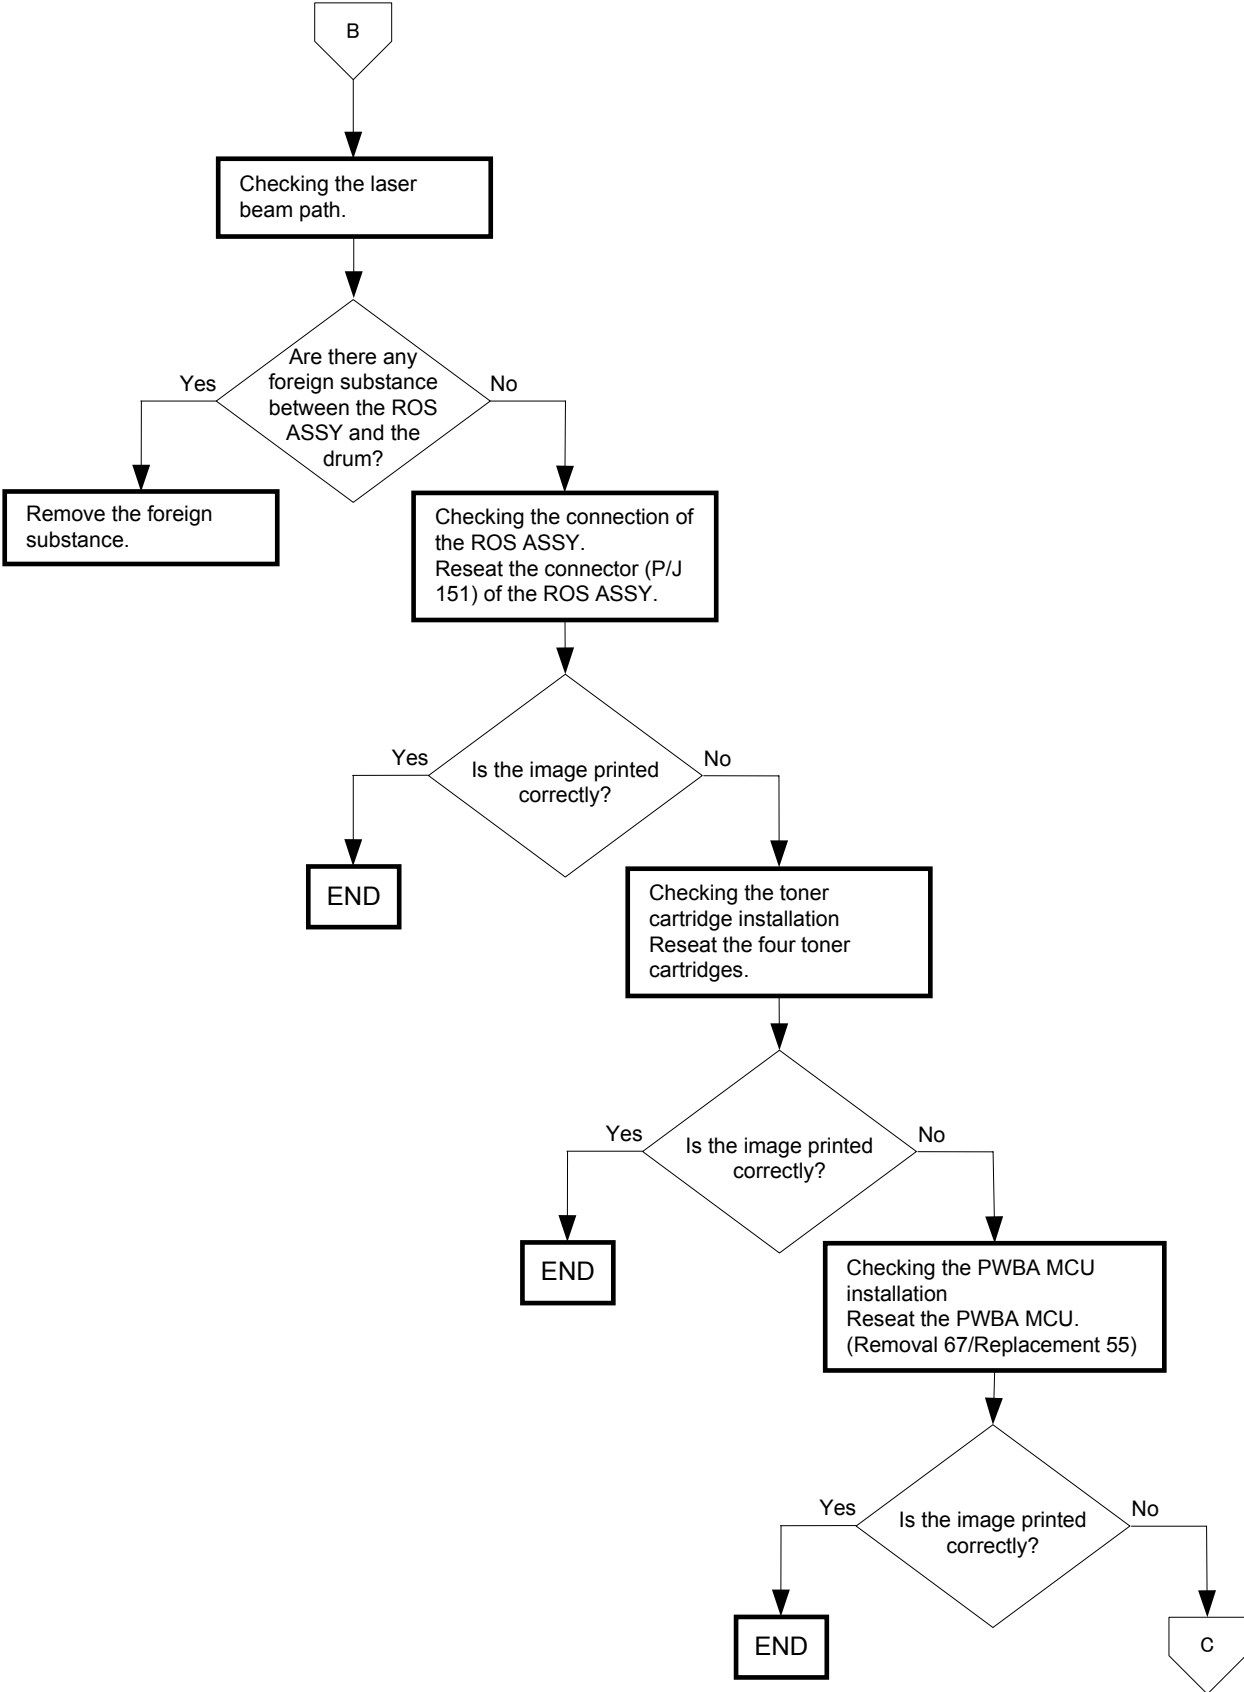 B
Checking the laser
beam path.
Are there any
foreign substance
between the ROS
ASSY and the
drum?
Yes
No
Remove the foreign
substance.
Checking the connection of
the ROS ASSY.
Reseat the connector (P/J
151) of the ROS ASSY.
Is the image printed
correctly?
Yes
No
END
Checking the toner
cartridge installation
Reseat the four toner
cartridges.
Is the image printed
correctly?
Yes
No
END
Checking the PWBA MCU
installation
Reseat the PWBA MCU.
(Removal 67/Replacement 55)
Is the image printed
correctly?
Yes
No
END
C